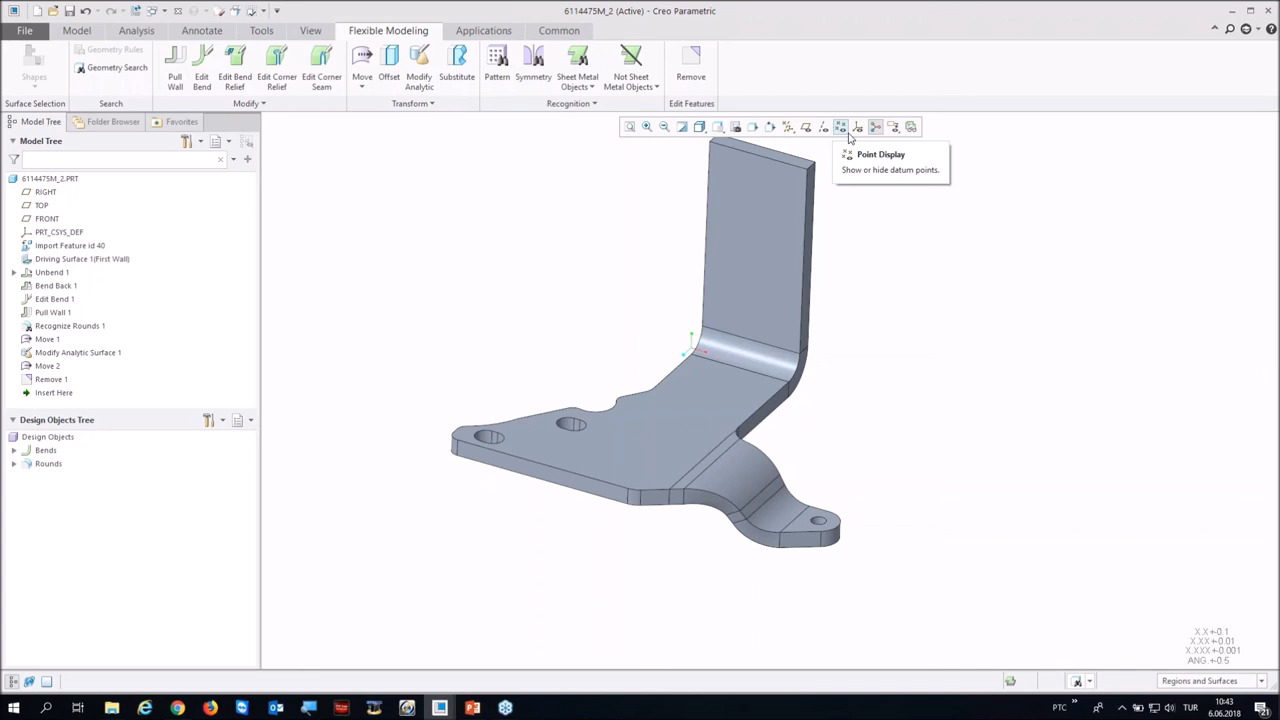 6114475M_2 (Active) - Creo Parametric
File Model Analysis Annotate Tools View Flexible Modeling Applications Common
Shapes
Geometry Rules
Geometry Search
Pull Wall
Edit Bend
Edit Bend Relief
Edit Corner Relief
Edit Corner Seam
Move
Offset
Modify Analytic
Substitute
Pattern
Symmetry
Sheet Metal Objects
Not Sheet Metal Objects
Remove
Surface Selection Search Modify Transform Recognition Edit Features
Model Tree Folder Browser Favorites
Model Tree
6114475M_2.PRT
RIGHT
TOP
FRONT
PRT_CSYS_DEF
Import Feature id 40
Driving Surface 1(First Wall)
Unbend 1
Bend Back 1
Edit Bend 1
Pull Wall 1
Recognize Rounds 1
Move 1
Modify Analytic Surface 1
Move 2
Remove 1
Insert Here
Design Objects Tree
Design Objects
Bends
Rounds
Point Display
Show or hide datum points.
X.X+-0.1
X.XX+-0.01
X.XXX+-0.001
ANG.+-0.5
Regions and Surfaces
PTC
TUR
10:43
6.06.2018
21